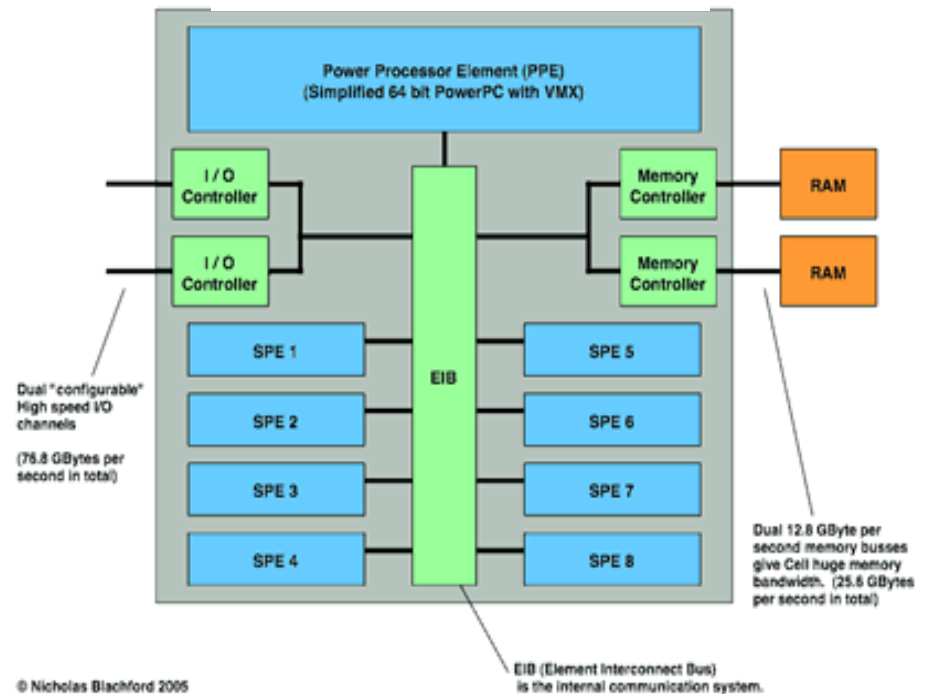 Power Processor Element (PPE)
(Simplified 64 bit PowerPC with VMX)
I / O
Controller
Memory
Controller
RAM
I / O
Controller
Memory
Controller
RAM
SPE 1
SPE 5
EIB
SPE 2
SPE 6
SPE 3
SPE 7
SPE 4
SPE 8
Dual "configurable"
High speed I/O
channels
(76.8 GBytes per
second in total)
Dual 12.8 GByte per
second memory busses
give Cell huge memory
bandwidth. (25.6 GBytes
per second in total)
EIB (Element Interconnect Bus)
is the internal communication system.
© Nicholas Blachford 2005